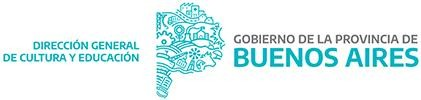 DIRECCIÓN GENERAL
DE CULTURA Y EDUCACIÓN
GOBIERNO DE LA PROVINCIA DE
BUENOS AIRES